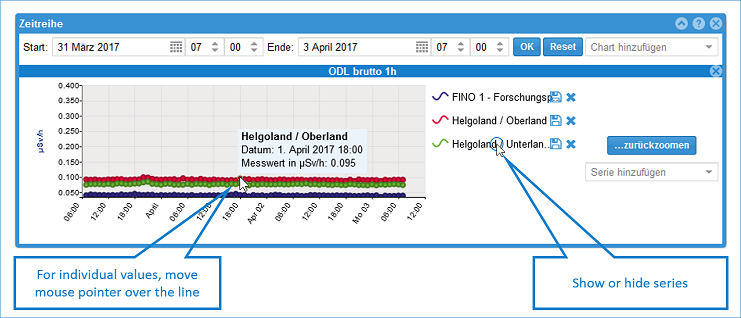 Zeitreihe
Start: 31 März 2017 07 00 Ende: 3 April 2017 07 00 OK Reset Chart hinzufügen
ODL brutto 1h
0.400
0.350
0.300
0.250
0.200
0.150
0.100
0.050
µSv/h
06:00 12:00 18:00 April 06:00 12:00 18:00 Apr 02 06:00 12:00 18:00 Mo 03 06:00 12:00
Helgoland / Oberland
Datum: 1. April 2017 18:00
Messwert in µSv/h: 0.095
FINO 1 - Forschungsp...
Helgoland / Oberland
Helgoland / Unterlan...
...zurückzoomen
Serie hinzufügen
For individual values, move
mouse pointer over the line
Show or hide series